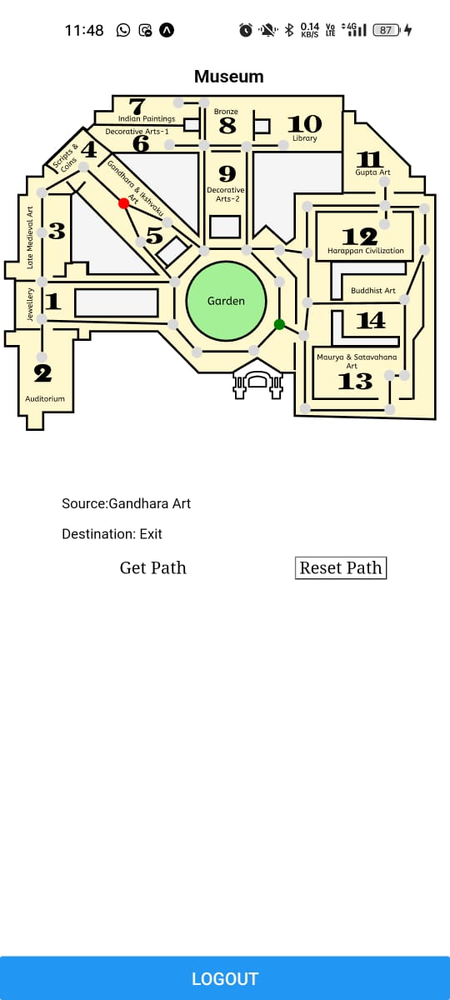 11:48
0.14 KB/S Vo LTE 4G 87
Museum
7
Indian Paintings
Bronze
8
10
Library
Decorative Arts-1
6
Scripts &
Coins
4
Gandhara & Ikshvaku
Art
5
9
Decorative
Arts-2
11
Gupta Art
Late Medieval Art
3
12
Harappan Civilization
Jewellery
1
Garden
Buddhist Art
14
2
Auditorium
Maurya & Satavahana
Art
13
Source:Gandhara Art
Destination: Exit
Get Path
Reset Path
LOGOUT